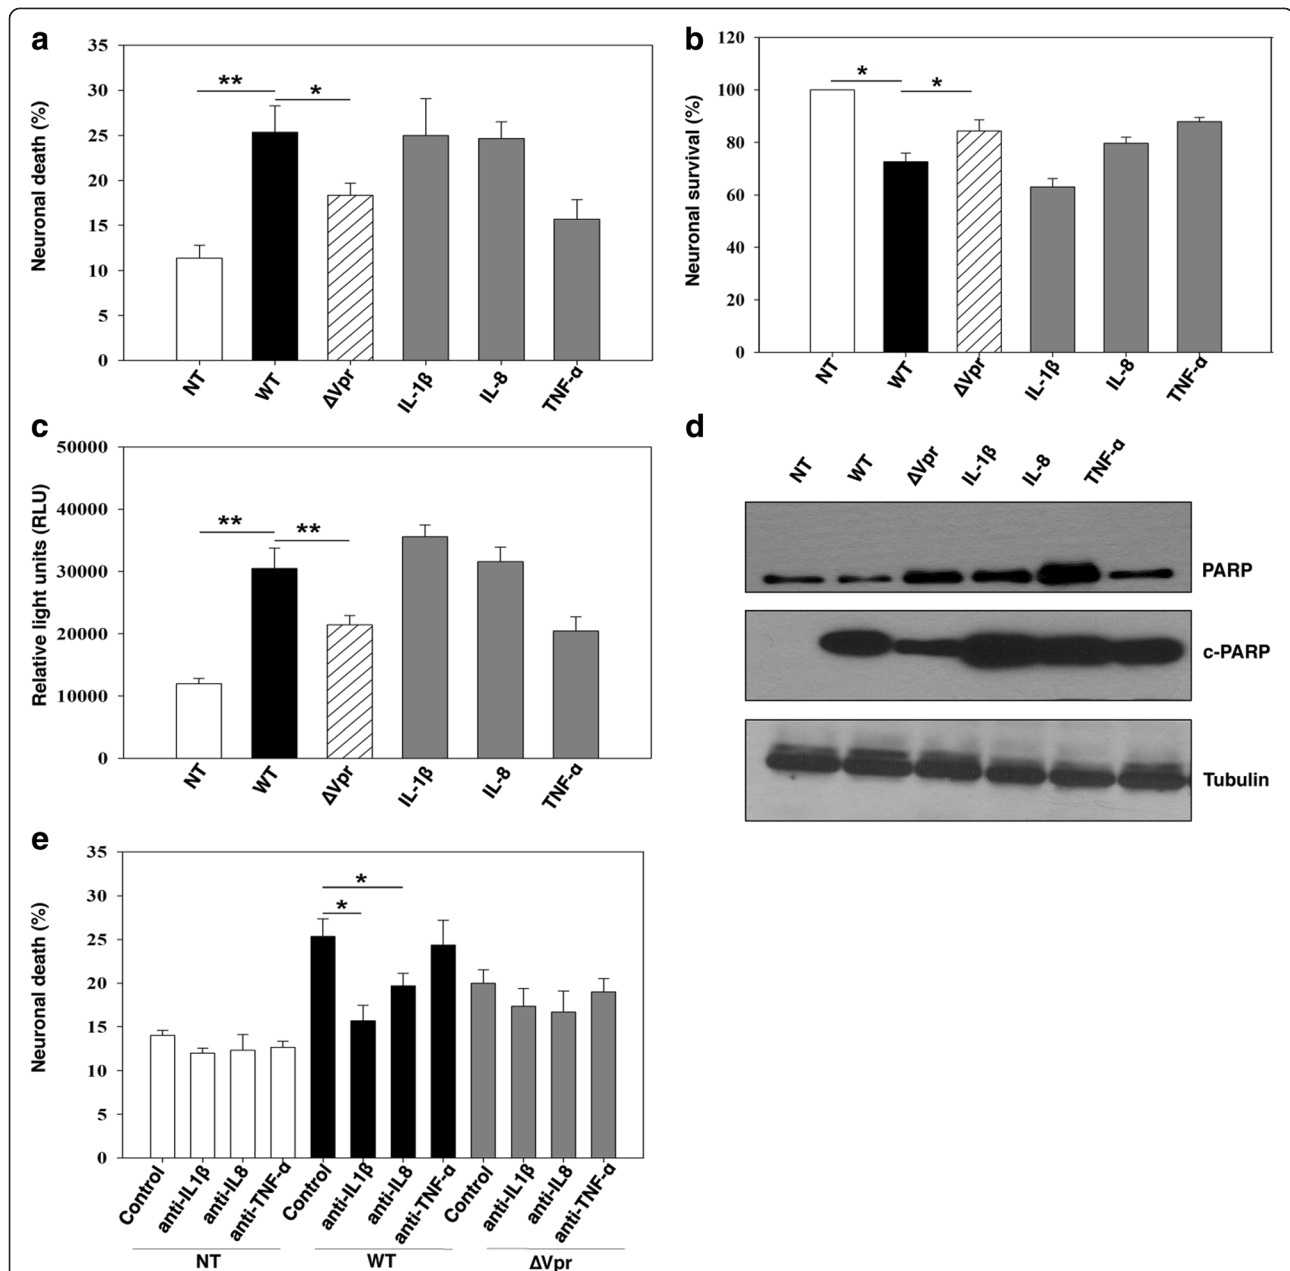 a
35
30
25
20
15
10
5
0
Neuronal death (%)
** *
NT WT ΔVpr IL-1β IL-8 TNF-α
b
120
100
80
60
40
20
0
Neuronal survival (%)
* *
NT WT ΔVpr IL-1β IL-8 TNF-α
c
50000
40000
30000
20000
10000
0
Relative light units (RLU)
** **
NT WT ΔVpr IL-1β IL-8 TNF-α
d
NT WT ΔVpr IL-1β IL-8 TNF-α
PARP
c-PARP
Tubulin
e
35
30
25
20
15
10
5
0
Neuronal death (%)
*
*
Control anti-IL1β anti-IL8 anti-TNF-α Control anti-IL1β anti-IL8 anti-TNF-α Control anti-IL1β anti-IL8 anti-TNF-α
NT WT ΔVpr